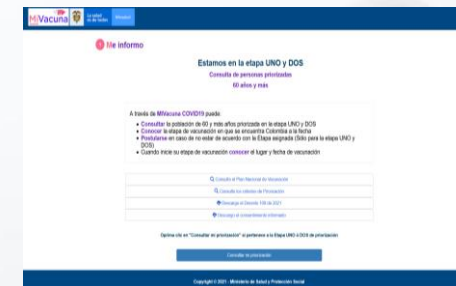 MiVacuna La salud es de todos Minsalud
Me informo
Estamos en la etapa UNO y DOS
Consulta de personas priorizadas
60 años y más
A través de MiVacuna COVID19 puede:
Consultar la población de 60 y más años priorizada en la etapa UNO y DOS
Conocer la etapa de vacunación en que se encuentra Colombia a la fecha
Postularse en caso de no estar de acuerdo con la Etapa asignada (Sólo para la etapa UNO y
DOS)
Cuando inicie su etapa de vacunación conocer el lugar y fecha de vacunación
Consulta el Plan Nacional de Vacunación
Consulta los criterios de Priorización
Descarga el Decreto 109 de 2021
Descarga el consentimiento informado
Oprima clic en "Consultar mi priorización" si pertenece a la Etapa UNO ó DOS de priorización
Consultar mi priorización
Copyright © 2021 - Ministerio de Salud y Protección Social